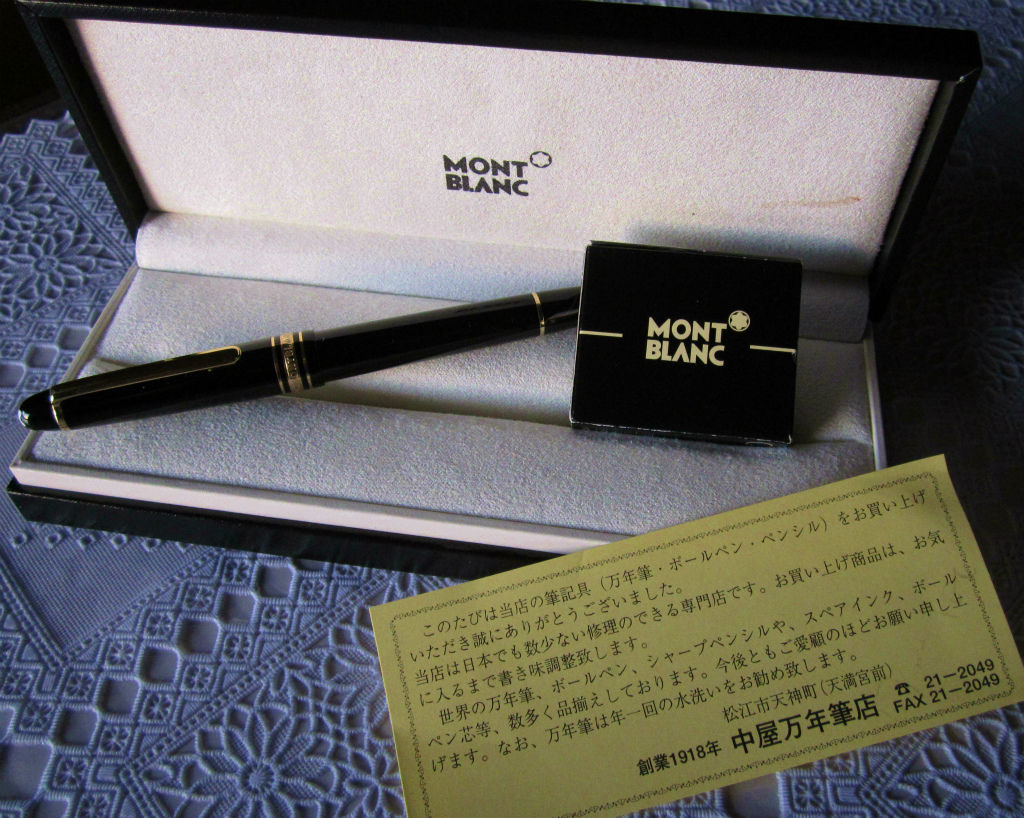 MONT
BLANC
MONT
BLANC
このたびは当店の筆記具(万年筆・ボールペン・ペンシル)をお買い上げ
いただき誠にありがとうございました。
当店は日本でも数少ない修理のできる専門店です。お買い上げ商品は、お気
に入るまで書き味調整致します。
世界の万年筆、ボールペン、シャープペンシルや、スペアインク、ボール
ペン芯等、数多く品揃えしております。今後ともご愛顧のほどお願い申し上
げます。なお、万年筆は年一回の水洗いをお勧め致します。
松江市天神町(天満宮前)
創業1918年 中屋万年筆店 ☎ 21-2049
FAX 21-2049